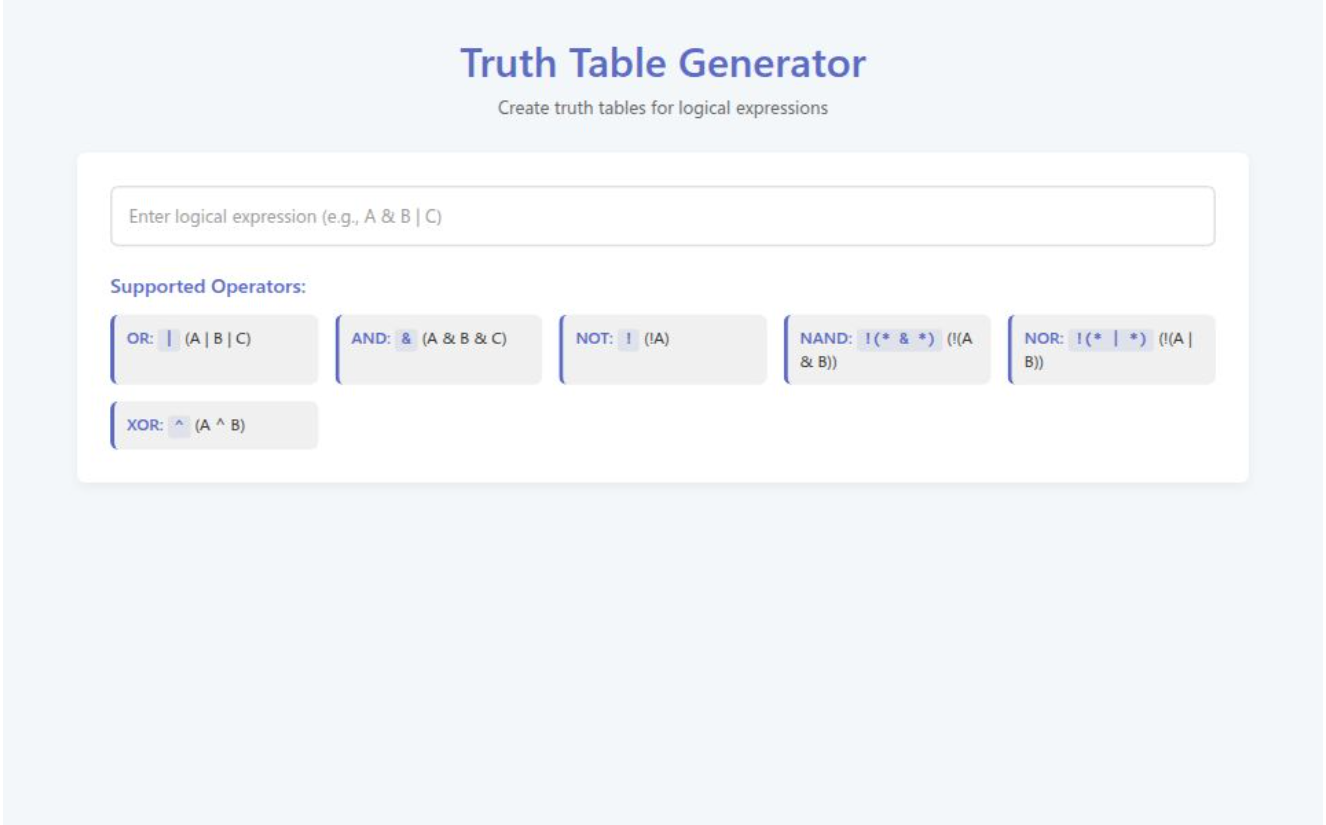 Truth Table Generator
Create truth tables for logical expressions
Enter logical expression (e.g., A & B | C)
Supported Operators:
OR: | (A | B | C)
AND: & (A & B & C)
NOT: ! (!A)
NAND: !(* & *) (!(A
& B))
NOR: !(* | *) (!(A |
B))
XOR: ^ (A ^ B)